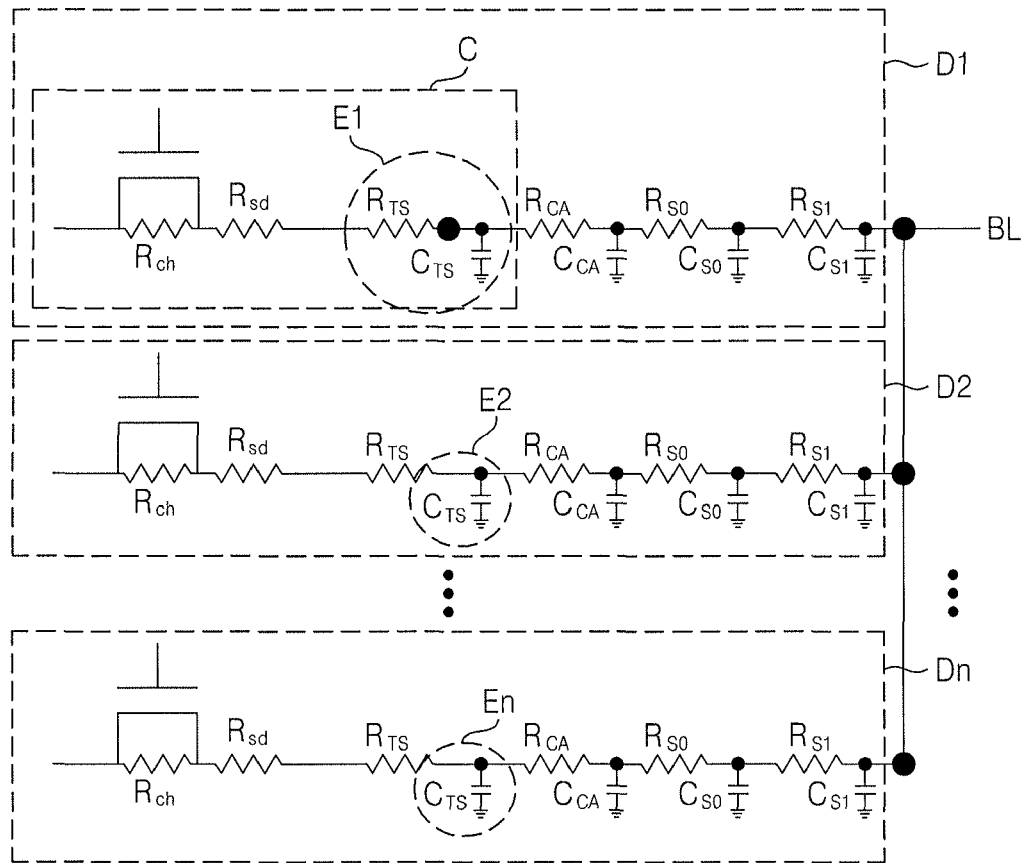 C
D1
E1
R_sd
R_TS
R_CA
R_S0
R_S1
BL
R_ch
C_TS
C_CA
C_S0
C_S1
D2
E2
R_sd
R_TS
R_CA
R_S0
R_S1
R_ch
C_TS
C_CA
C_S0
C_S1
Dn
En
R_sd
R_TS
R_CA
R_S0
R_S1
R_ch
C_TS
C_CA
C_S0
C_S1